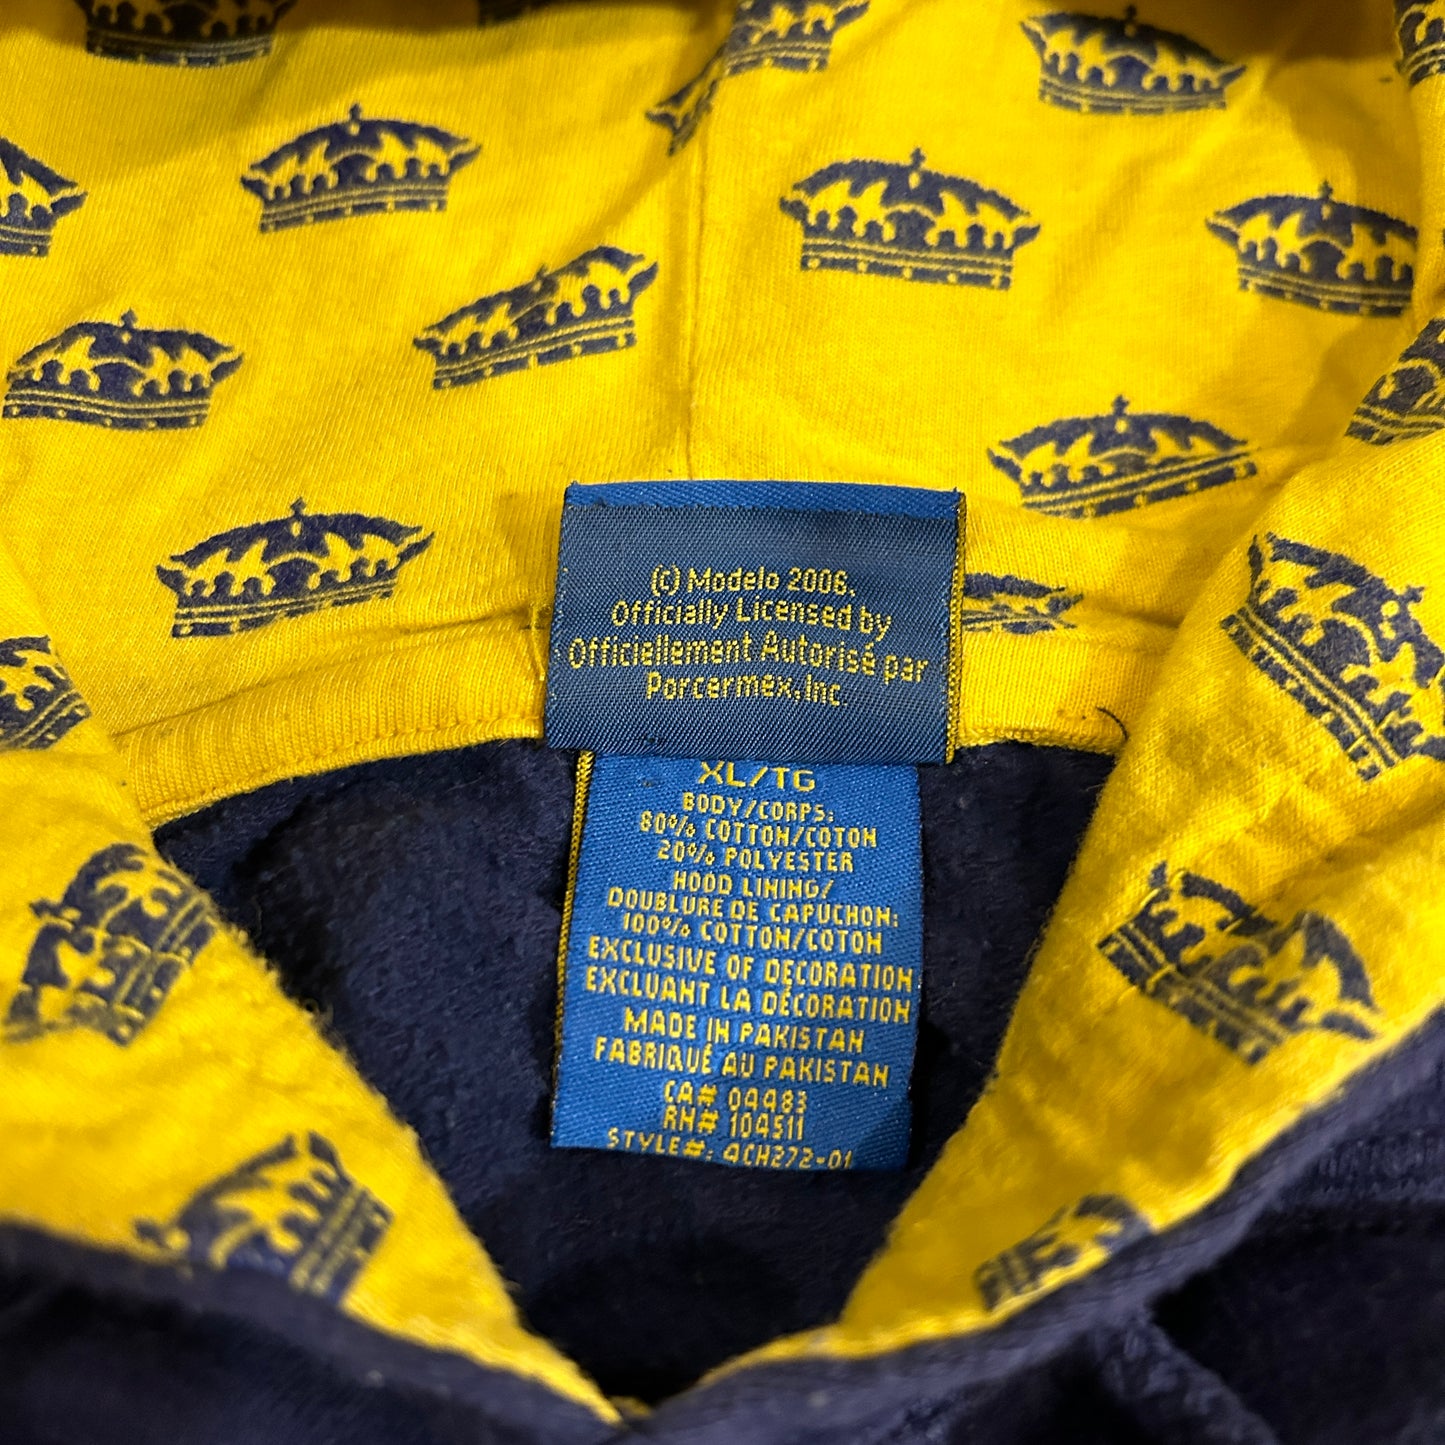 (c) Modelo 2006.
Officially Licensed by
Officiellement Autorisé par
Porcermex, Inc.
XL/TG
BODY/CORPS:
80% COTTON/COTON
20% POLYESTER
HOOD LINING/
DOUBLURE DE CAPUCHON:
100% COTTON/COTON
EXCLUSIVE OF DECORATION
EXCLUANT LA DÉCORATION
MADE IN PAKISTAN
FABRIQUÉ AU PAKISTAN
CA# 04483
RN# 104511
STYLE#: QCH272-01